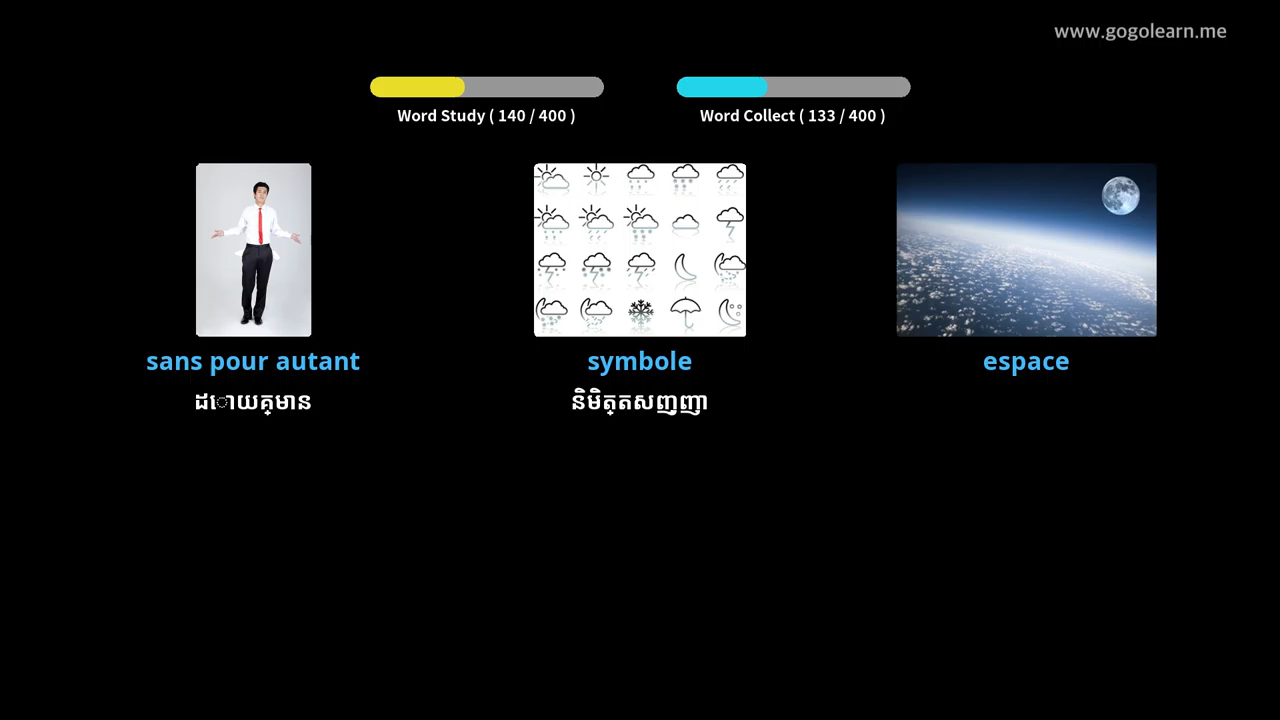 www.gogolearn.me
Word Study ( 140 / 400 )
Word Collect ( 133 / 400 )
sans pour autant
symbole
espace
ដោយគ្មាន
និមិត្តសញ្ញា